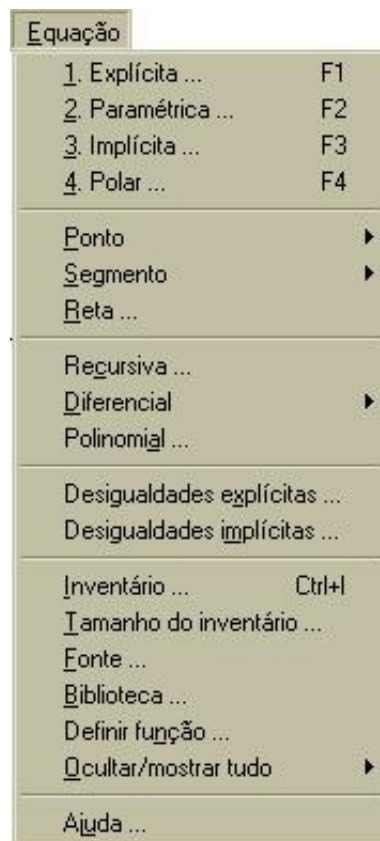 Equação
1. Explícita ... F1
2. Paramétrica ... F2
3. Implícita ... F3
4. Polar ... F4
Ponto
Segmento
Reta ...
Recursiva ...
Diferencial
Polinomial ...
Desigualdades explícitas ...
Desigualdades implícitas ...
Inventário ... Ctrl+I
Tamanho do inventário ...
Fonte ...
Biblioteca ...
Definir função ...
Ocultar/mostrar tudo
Ajuda ...